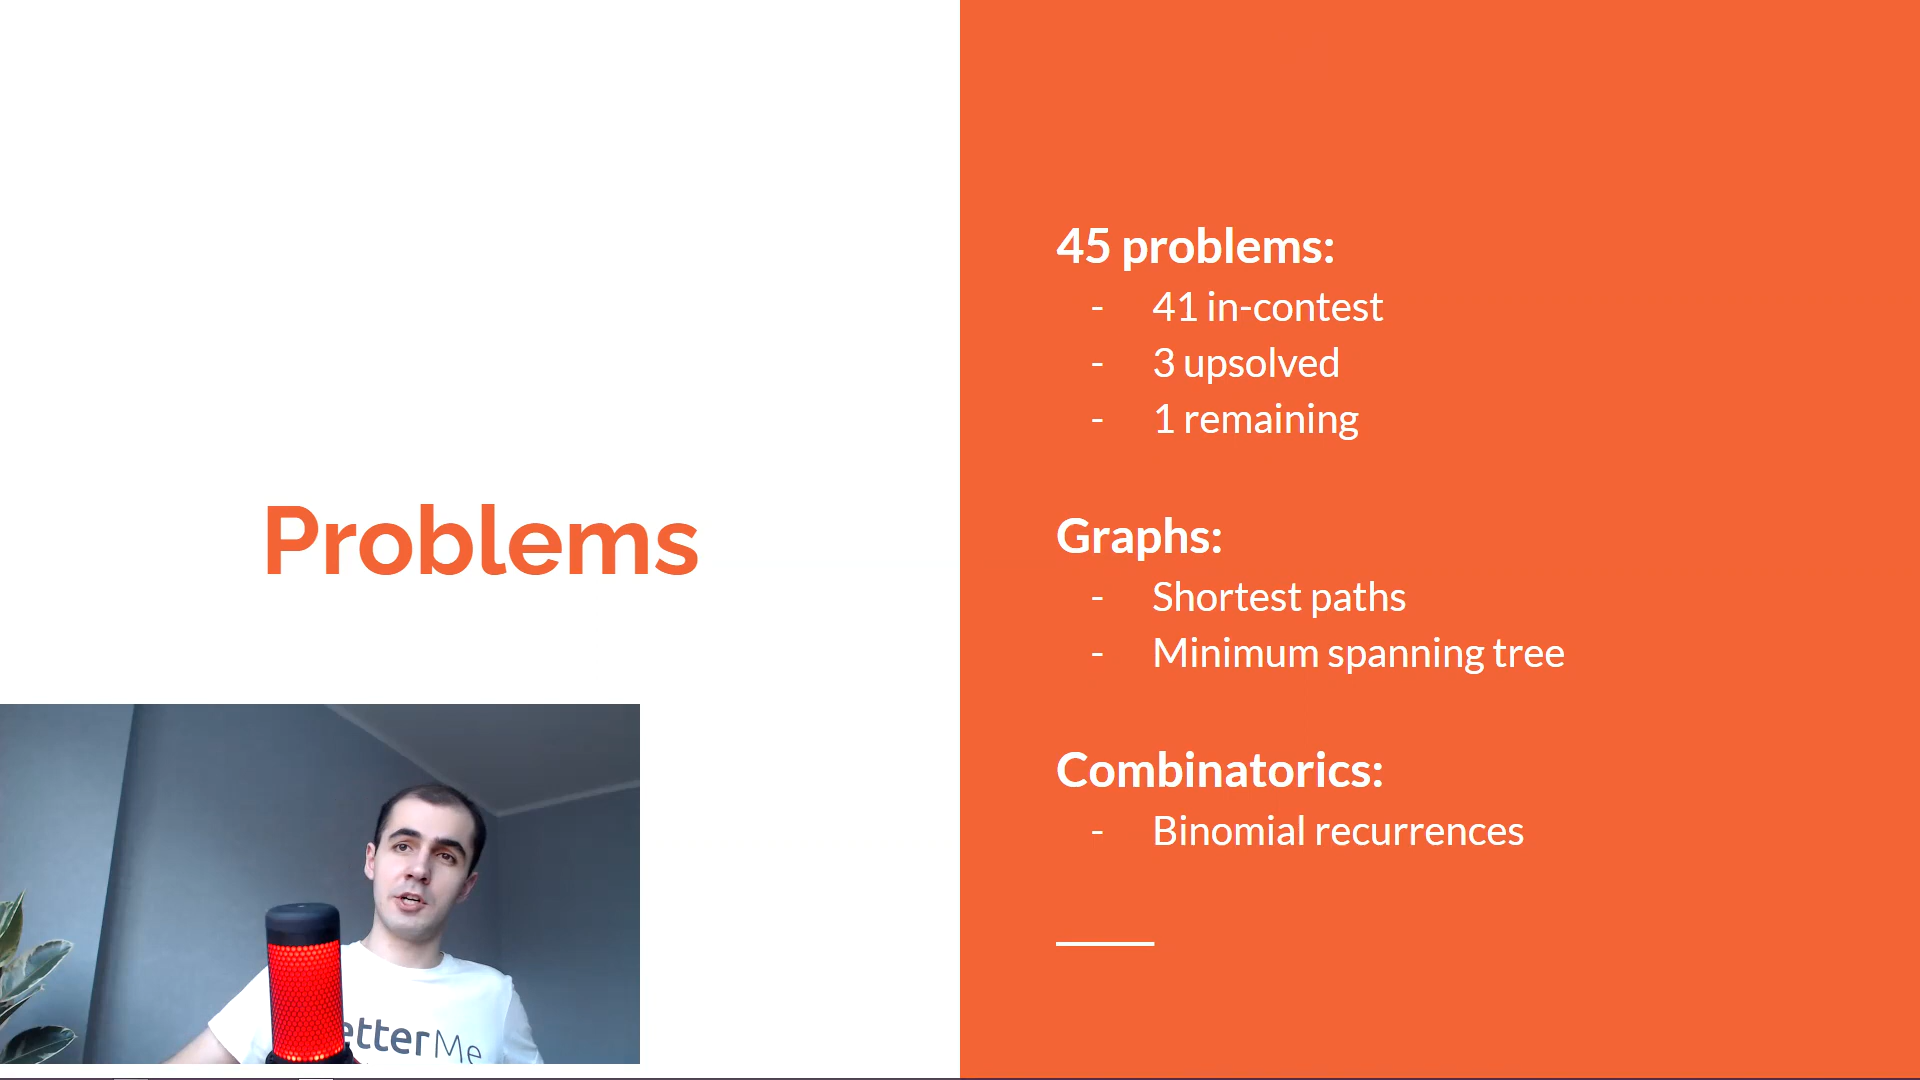 Problems
45 problems:
- 41 in-contest
- 3 upsolved
- 1 remaining
Graphs:
- Shortest paths
- Minimum spanning tree
Combinatorics:
- Binomial recurrences
etterMe